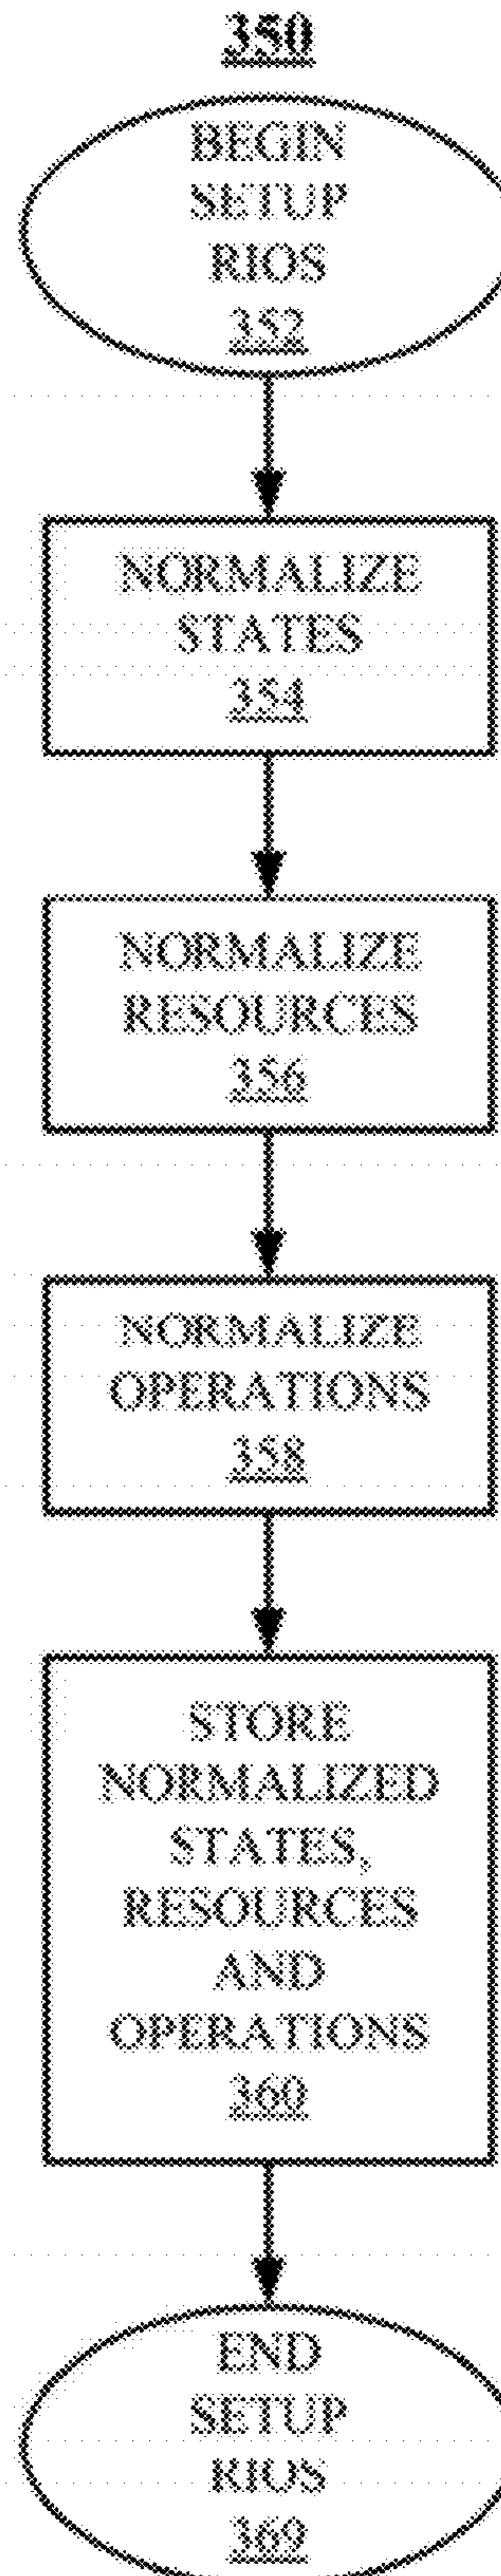 350
BEGIN
SETUP
RIOS
352
NORMALIZE
STATES
354
NORMALIZE
RESOURCES
356
NORMALIZE
OPERATIONS
358
STORE
NORMALIZED
STATES,
RESOURCES
AND
OPERATIONS
360
END
SETUP
RIOS
369